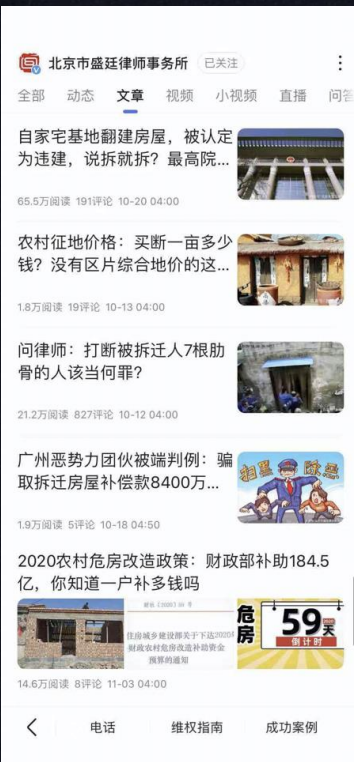 北京市盛廷律师事务所
已关注
全部 动态 文章 视频 小视频 直播 问答
自家宅基地翻建房屋，被认定
为违建，说拆就拆？最高院...
65.5万阅读 191评论 10-20 04:00
农村征地价格：买断一亩多少
钱？没有区片综合地价的这...
1.8万阅读 19评论 10-13 04:00
问律师：打断被拆迁人7根肋
骨的人该当何罪？
21.2万阅读 827评论 10-12 04:00
广州恶势力团伙被端判例：骗
取拆迁房屋补偿款8400万...
扫黑 除恶
1.9万阅读 5评论 10-18 04:50
2020农村危房改造政策：财政部补助184.5
亿，你知道一户补多钱吗
住房城乡建设部关于下达2020年
财政农村危房改造补助资金
预算的通知
危房
59天
倒计时
14.6万阅读 8评论 11-03 04:00
电话 维权指南 成功案例